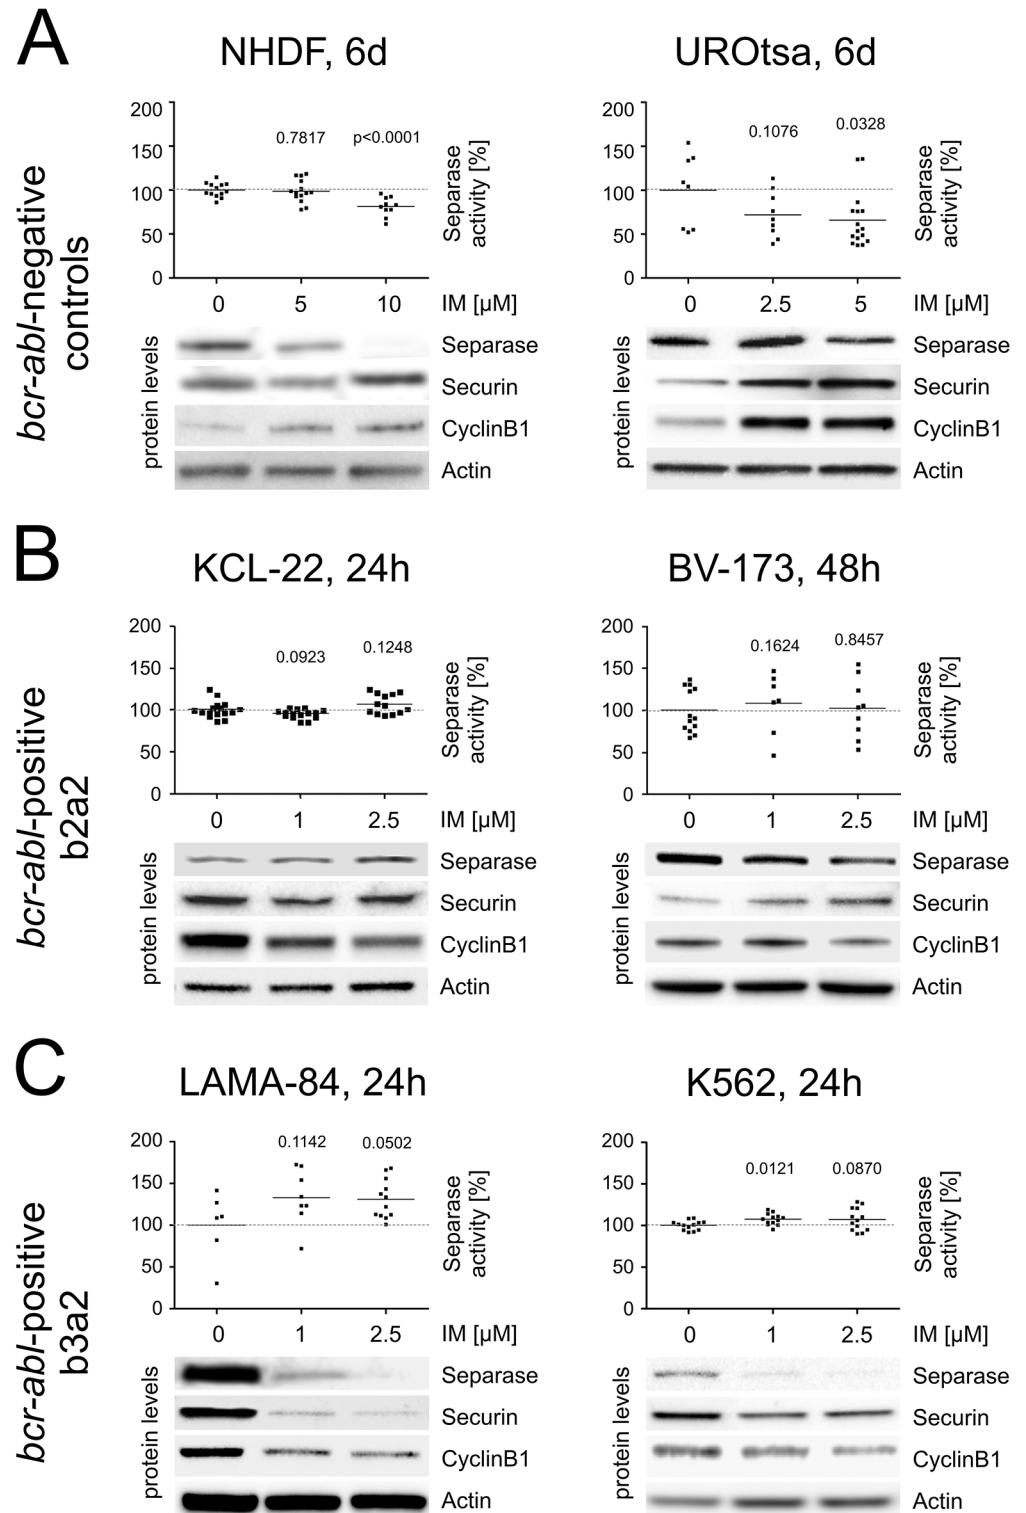 A
NHDF, 6d
UROtsa, 6d
bcr-abl-negative
controls
200
150
100
50
0
0.7817
p<0.0001
Separase
activity [%]
0 5 10 IM [µM]
protein levels
Separase
Securin
CyclinB1
Actin
200
150
100
50
0
0.1076
0.0328
Separase
activity [%]
0 2.5 5 IM [µM]
protein levels
Separase
Securin
CyclinB1
Actin
B
KCL-22, 24h
BV-173, 48h
bcr-abl-positive
b2a2
200
150
100
50
0
0.0923
0.1248
Separase
activity [%]
0 1 2.5 IM [µM]
protein levels
Separase
Securin
CyclinB1
Actin
200
150
100
50
0
0.1624
0.8457
Separase
activity [%]
0 1 2.5 IM [µM]
protein levels
Separase
Securin
CyclinB1
Actin
C
LAMA-84, 24h
K562, 24h
bcr-abl-positive
b3a2
200
150
100
50
0
0.1142
0.0502
Separase
activity [%]
0 1 2.5 IM [µM]
protein levels
Separase
Securin
CyclinB1
Actin
200
150
100
50
0
0.0121
0.0870
Separase
activity [%]
0 1 2.5 IM [µM]
protein levels
Separase
Securin
CyclinB1
Actin